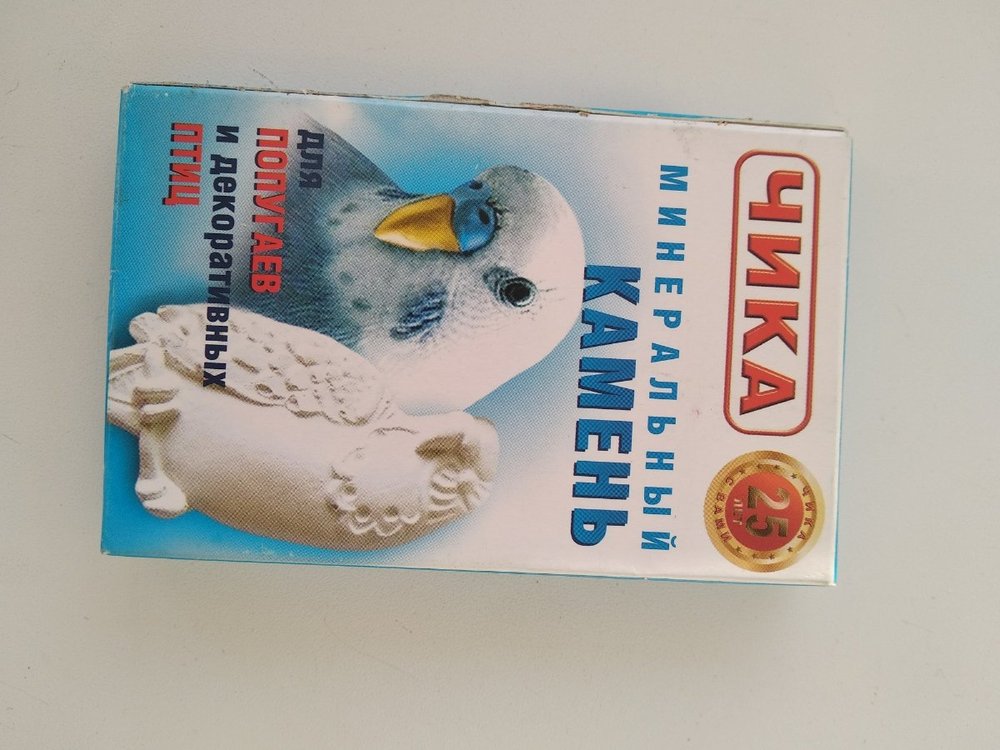 ЧИКА
ЧИКА
25
ЛЕТ
С ВАМИ
МИНЕРАЛЬНЫЙ
КАМЕНЬ
для
ПОПУГАЕВ
и декоративных
ПТИЦ